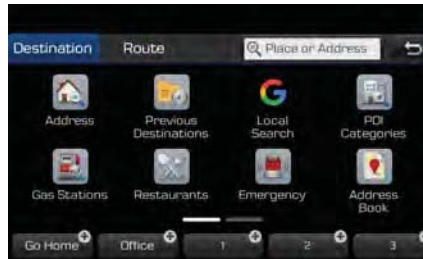 Destination
Route
Place or Address
Address
Previous
Destinations
Local
Search
POI
Categories
Gas Stations
Restaurants
Emergency
Address
Book
Go Home
Office
1
2
3